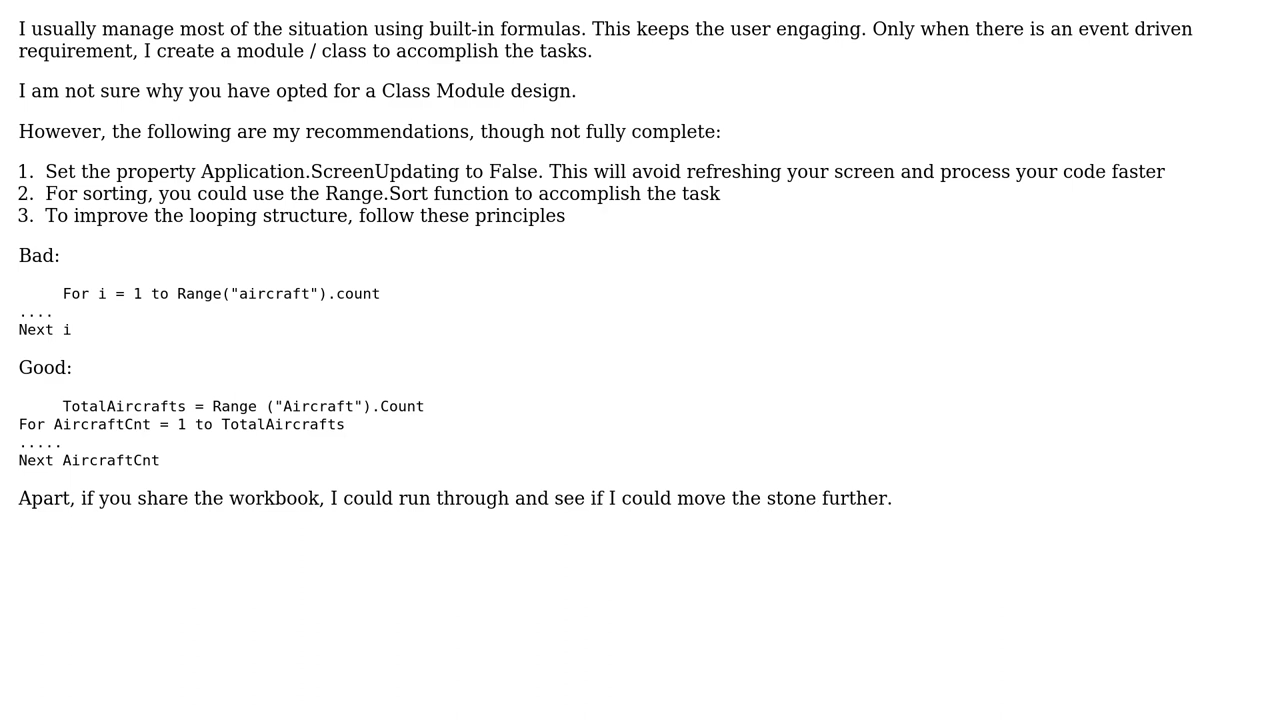 I usually manage most of the situation using built-in formulas. This keeps the user engaging. Only when there is an event driven
requirement, I create a module / class to accomplish the tasks.
I am not sure why you have opted for a Class Module design.
However, the following are my recommendations, though not fully complete:
1. Set the property Application.ScreenUpdating to False. This will avoid refreshing your screen and process your code faster
2. For sorting, you could use the Range.Sort function to accomplish the task
3. To improve the looping structure, follow these principles
Bad:
For i = 1 to Range("aircraft").count
....
Next i
Good:
TotalAircrafts = Range ("Aircraft").Count
For AircraftCnt = 1 to TotalAircrafts
.....
Next AircraftCnt
Apart, if you share the workbook, I could run through and see if I could move the stone further.